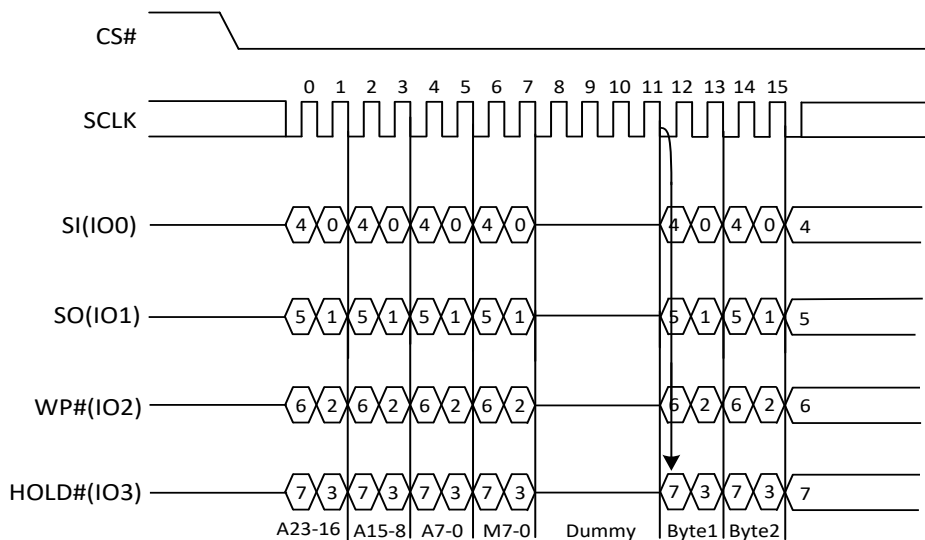 CS#
0 1 2 3 4 5 6 7 8 9 10 11 12 13 14 15
SCLK
SI(IO0) 4 0 4 0 4 0 4 0 4 0 4 0 4
SO(IO1) 5 1 5 1 5 1 5 1 5 1 5 1 5
WP#(IO2) 6 2 6 2 6 2 6 2 6 2 6 2 6
HOLD#(IO3) 7 3 7 3 7 3 7 3 7 3 7 3 7
A23-16 A15-8 A7-0 M7-0 Dummy Byte1 Byte2